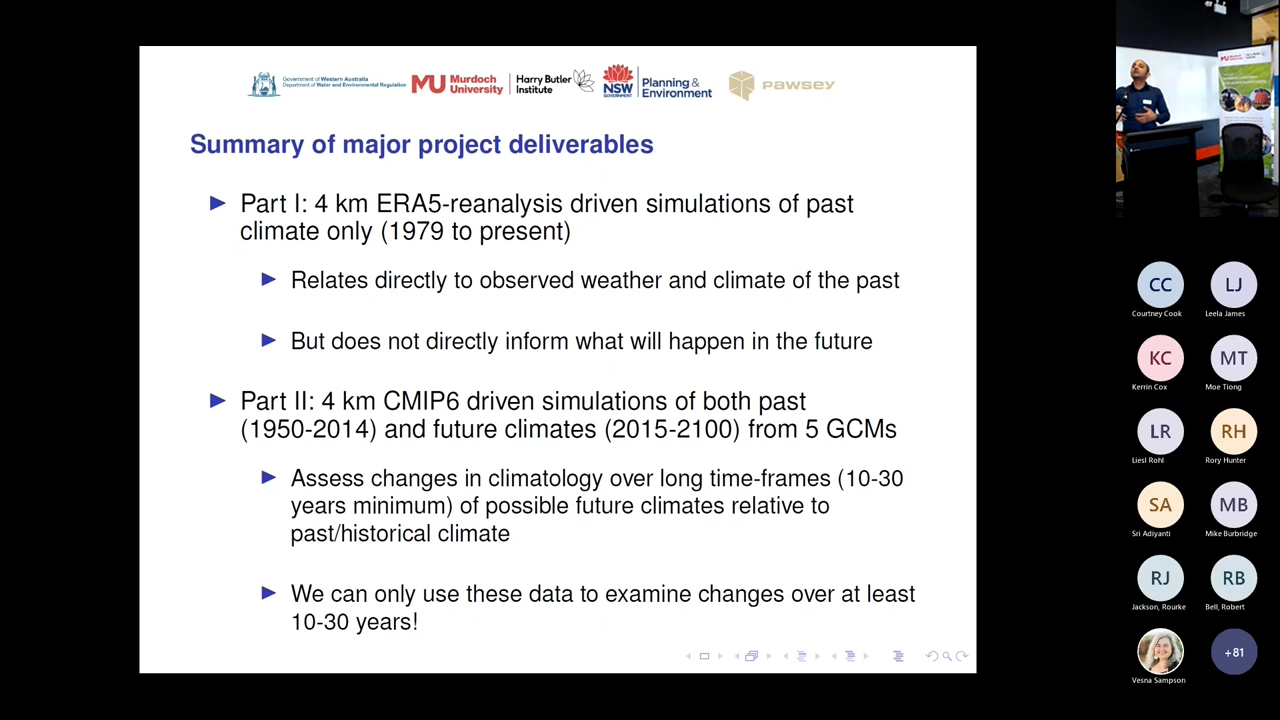 Government of Western Australia
Department of Water and Environmental Regulation
MU Murdoch University
Harry Butler Institute
NSW GOVERNMENT
Planning & Environment
PAWSEY
Summary of major project deliverables
Part I: 4 km ERA5-reanalysis driven simulations of past
climate only (1979 to present)
Relates directly to observed weather and climate of the past
But does not directly inform what will happen in the future
Part II: 4 km CMIP6 driven simulations of both past
(1950-2014) and future climates (2015-2100) from 5 GCMs
Assess changes in climatology over long time-frames (10-30
years minimum) of possible future climates relative to
past/historical climate
We can only use these data to examine changes over at least
10-30 years!
CC LJ
Courtney Cook Leela James
KC MT
Kerrin Cox Moe Tiong
LR RH
Liesl Rohl Rory Hunter
SA MB
Sri Adiyanti Mike Burbridge
RJ RB
Jackson, Rourke Bell, Robert
+81
Vesna Sampson